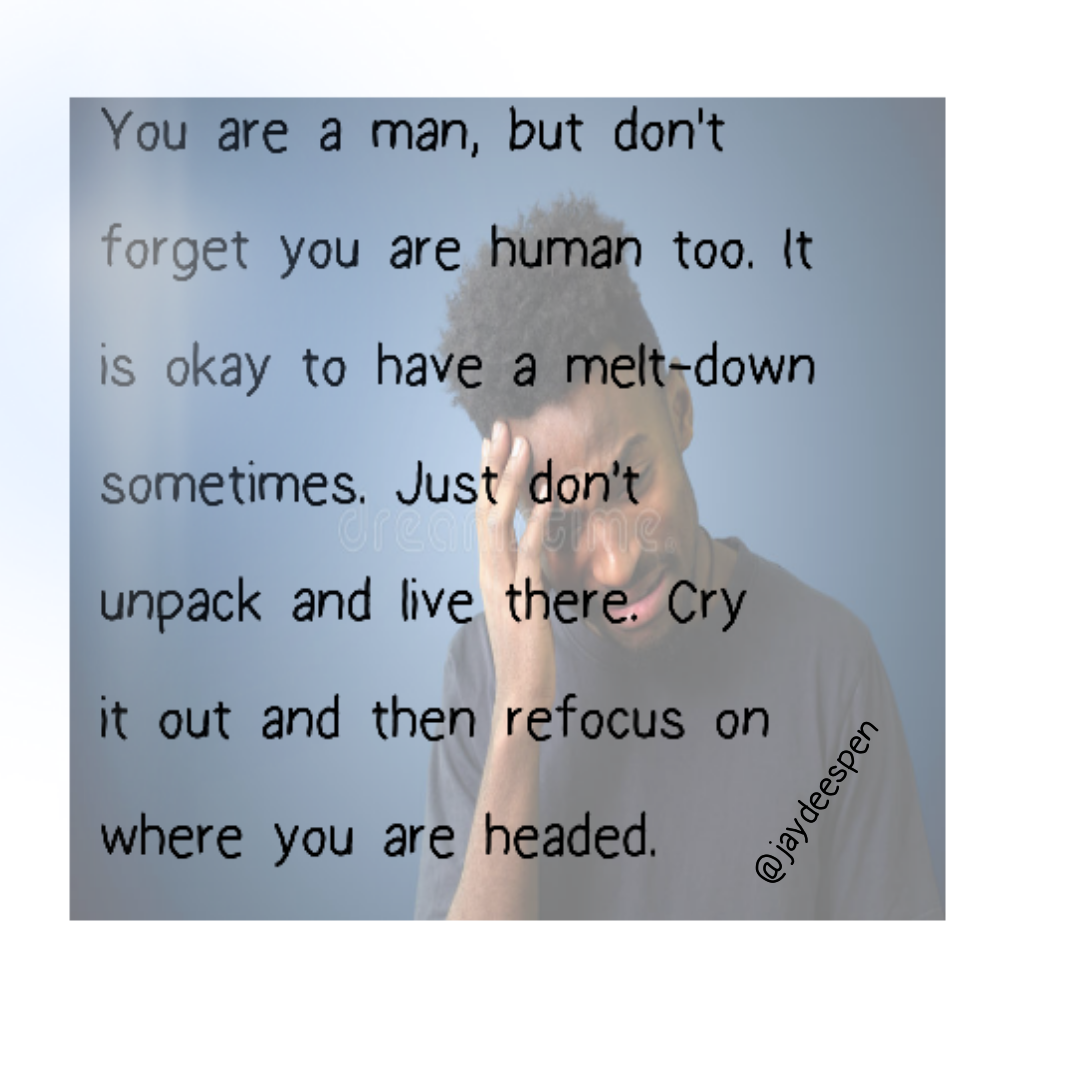 You are a man, but don't
forget you are human too. It
is okay to have a melt-down
sometimes. Just don't
dreamstime.
unpack and live there. Cry
it out and then refocus on
where you are headed.
@jaydeespen